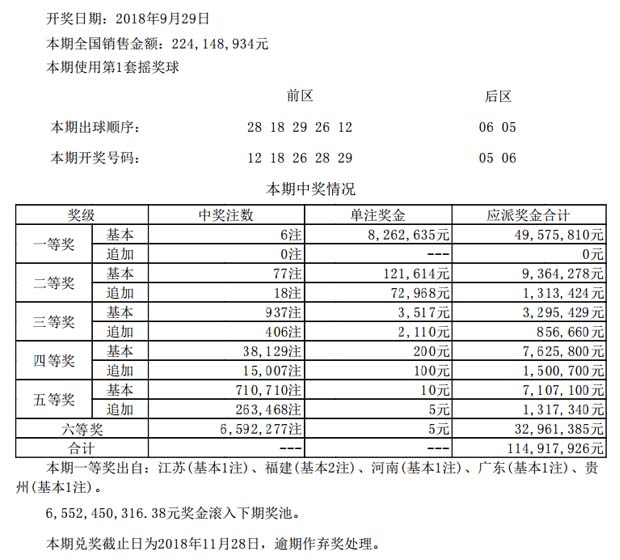 开奖日期：2018年9月29日
本期全国销售金额：224,148,934元
本期使用第1套摇奖球
前区 后区
本期出球顺序： 28 18 29 26 12 06 05
本期开奖号码： 12 18 26 28 29 05 06
本期中奖情况
奖级 中奖注数 单注奖金 应派奖金合计
一等奖 基本 6注 8,262,635元 49,575,810元
追加 0注 --- 0元
二等奖 基本 77注 121,614元 9,364,278元
追加 18注 72,968元 1,313,424元
三等奖 基本 937注 3,517元 3,295,429元
追加 406注 2,110元 856,660元
四等奖 基本 38,129注 200元 7,625,800元
追加 15,007注 100元 1,500,700元
五等奖 基本 710,710注 10元 7,107,100元
追加 263,468注 5元 1,317,340元
六等奖 6,592,277注 5元 32,961,385元
合计 --- --- 114,917,926元
本期一等奖出自：江苏(基本1注)、福建(基本2注)、河南(基本1注)、广东(基本1注)、贵
州(基本1注)。
6,552,450,316.38元奖金滚入下期奖池。
本期兑奖截止日为2018年11月28日，逾期作弃奖处理。